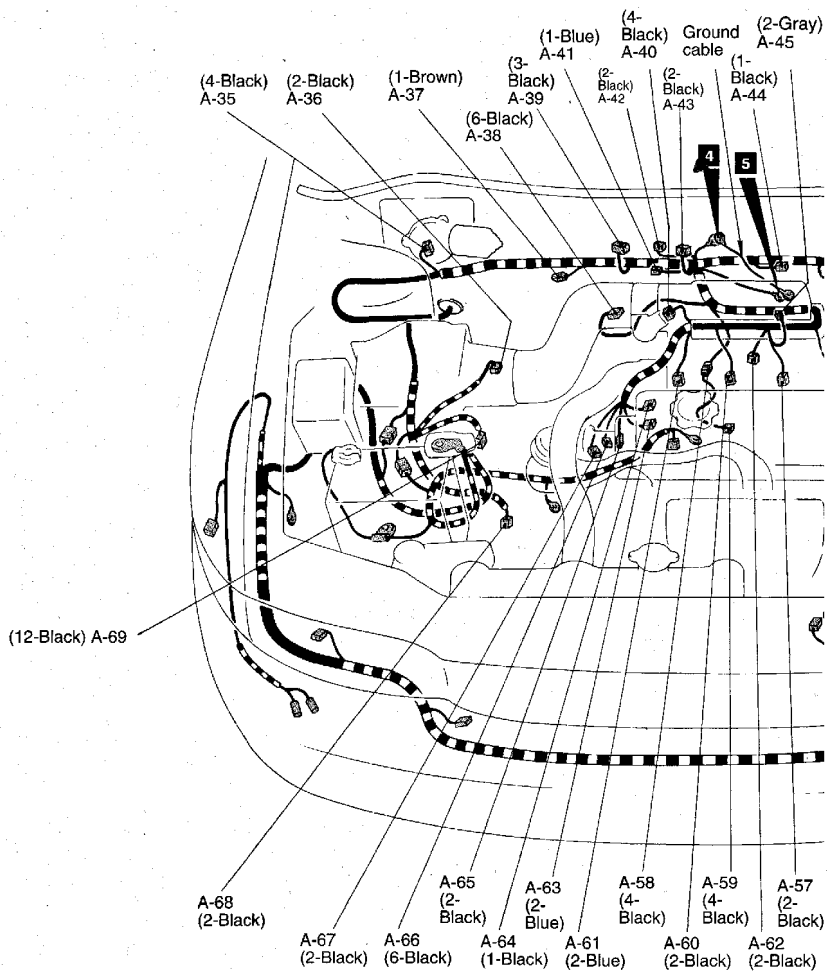 (4-Black)
A-35
(2-Black)
A-36
(1-Brown)
A-37
(6-Black)
A-38
(3-
Black)
A-39
(1-Blue)
A-41
(2-
Black)
A-42
(4-
Black)
A-40
(2-
Black)
A-43
Ground
cable
(1-
Black)
A-44
(2-Gray)
A-45
4
5
(12-Black) A-69
A-68
(2-Black)
A-67
(2-Black)
A-66
(6-Black)
A-65
(2-
Black)
A-64
(1-Black)
A-63
(2-
Blue)
A-61
(2-Blue)
A-58
(4-
Black)
A-60
(2-Black)
A-59
(4-
Black)
A-62
(2-Black)
A-57
(2-
Black)